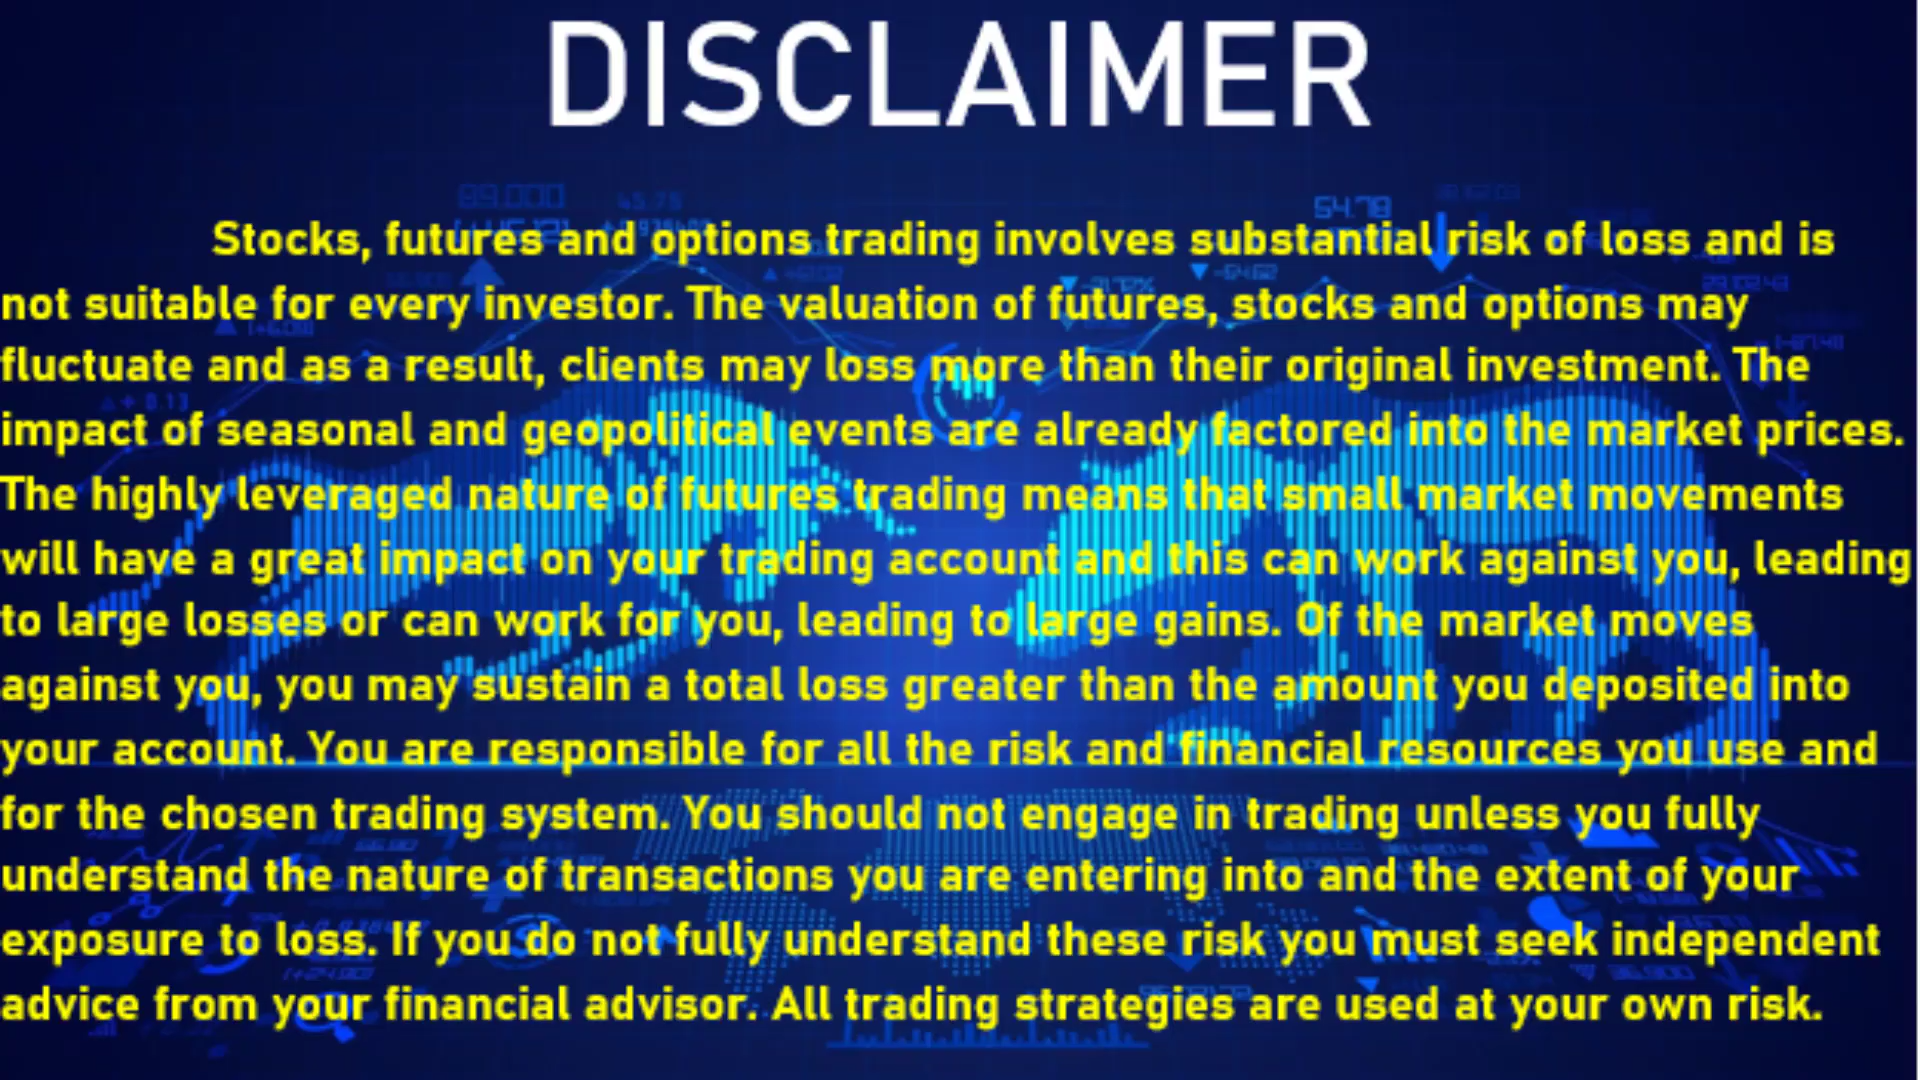 DISCLAIMER
89.000
45.75
54.78
Stocks, futures and options trading involves substantial risk of loss and is
not suitable for every investor. The valuation of futures, stocks and options may
fluctuate and as a result, clients may loss more than their original investment. The
impact of seasonal and geopolitical events are already factored into the market prices.
The highly leveraged nature of futures trading means that small market movements
will have a great impact on your trading account and this can work against you, leading
to large losses or can work for you, leading to large gains. Of the market moves
against you, you may sustain a total loss greater than the amount you deposited into
your account. You are responsible for all the risk and financial resources you use and
for the chosen trading system. You should not engage in trading unless you fully
understand the nature of transactions you are entering into and the extent of your
exposure to loss. If you do not fully understand these risk you must seek independent
advice from your financial advisor. All trading strategies are used at your own risk.